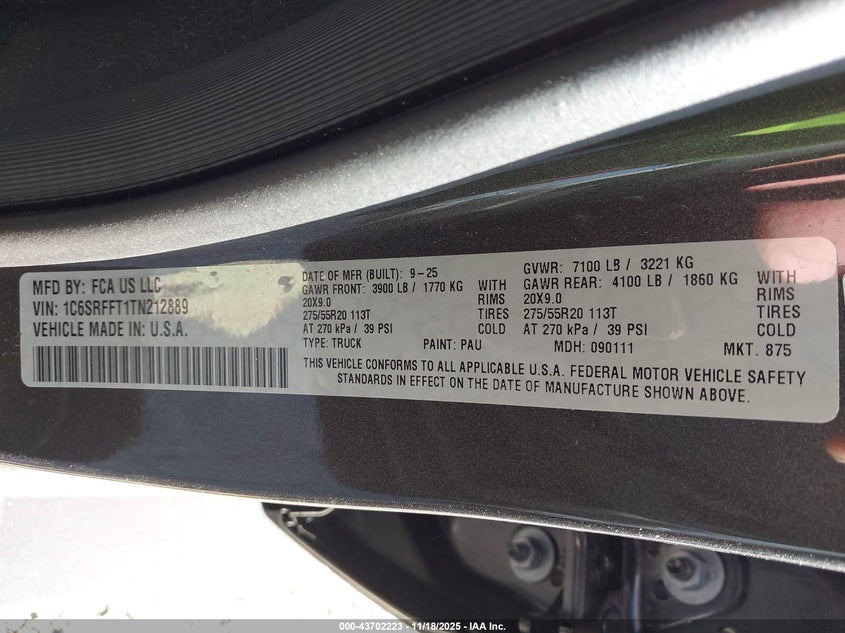 MFD BY: FCA US LLC
VIN: 1C6SRFFT1TN212889
VEHICLE MADE IN: U.S.A.
DATE OF MFR (BUILT): 9-25
GAWR FRONT: 3900 LB / 1770 KG WITH
20X9.0 RIMS
275/55R20 113T TIRES
AT 270 kPa / 39 PSI COLD
GVWR: 7100 LB / 3221 KG
GAWR REAR: 4100 LB / 1860 KG WITH
20X9.0 RIMS
275/55R20 113T TIRES
AT 270 kPa / 39 PSI COLD
TYPE: TRUCK PAINT: PAU MDH: 090111 MKT. 875
THIS VEHICLE CONFORMS TO ALL APPLICABLE U.S.A. FEDERAL MOTOR VEHICLE SAFETY
STANDARDS IN EFFECT ON THE DATE OF MANUFACTURE SHOWN ABOVE.
000-43702223 - 11/18/2025 - IAA Inc.